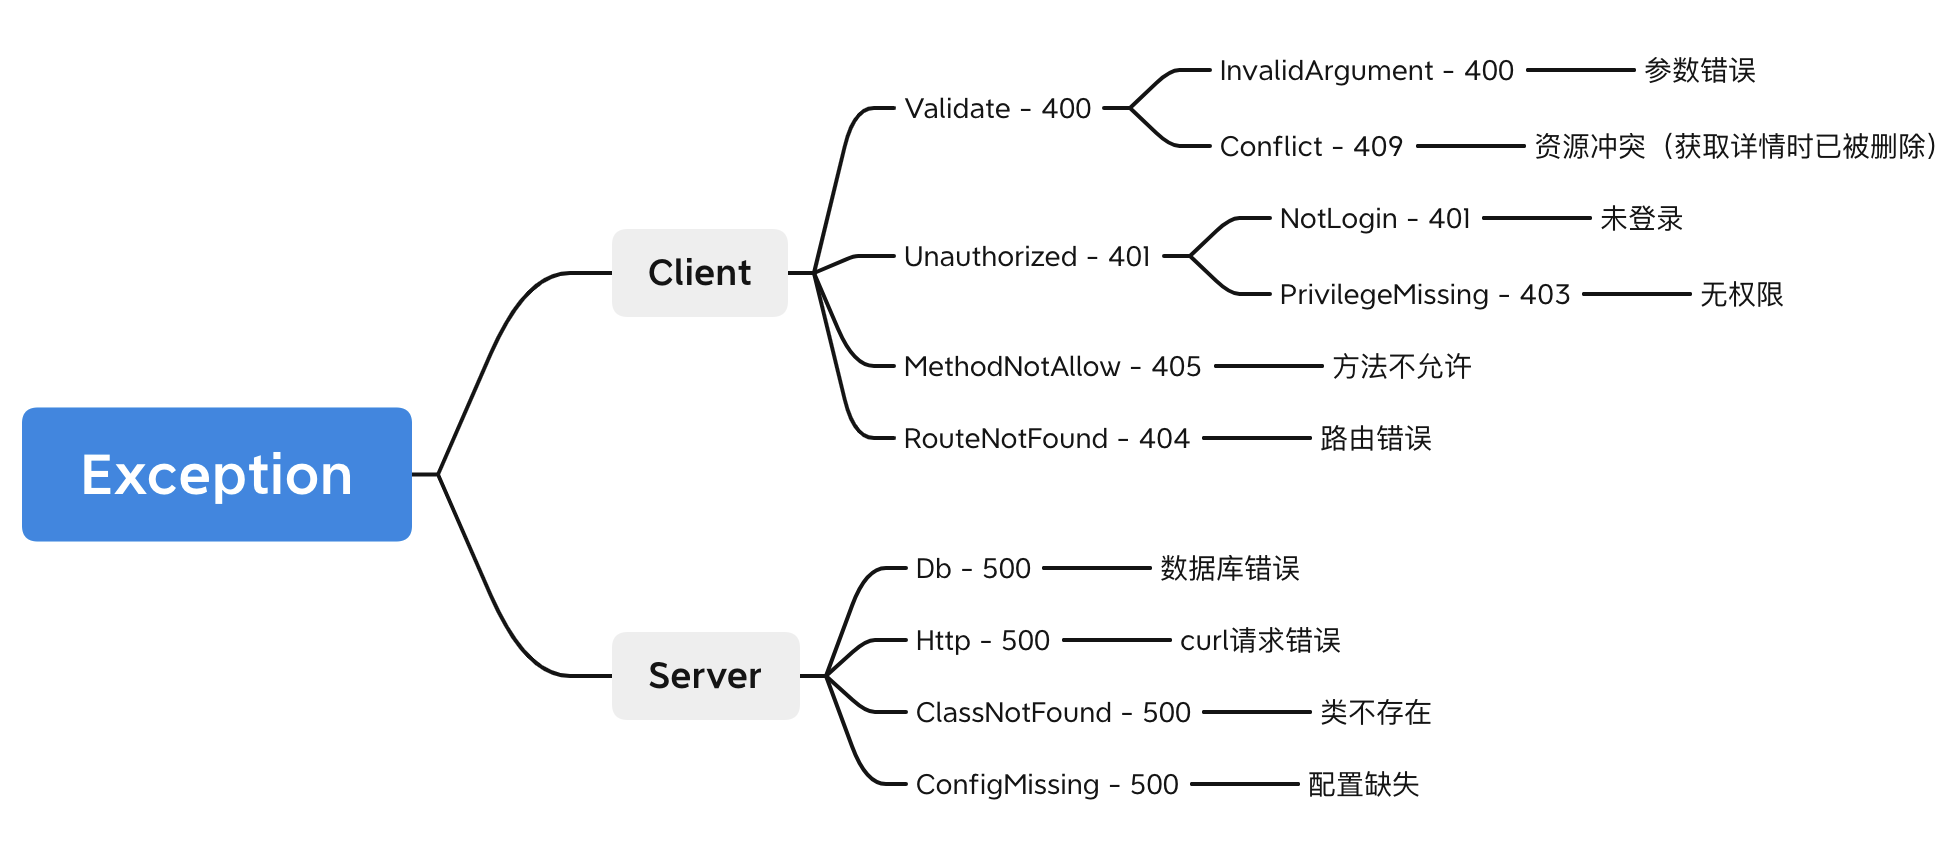 Exception
Client
Validate - 400
InvalidArgument - 400
参数错误
Conflict - 409
资源冲突（获取详情时已被删除）
Unauthorized - 401
NotLogin - 401
未登录
PrivilegeMissing - 403
无权限
MethodNotAllow - 405
方法不允许
RouteNotFound - 404
路由错误
Server
Db - 500
数据库错误
Http - 500
curl请求错误
ClassNotFound - 500
类不存在
ConfigMissing - 500
配置缺失